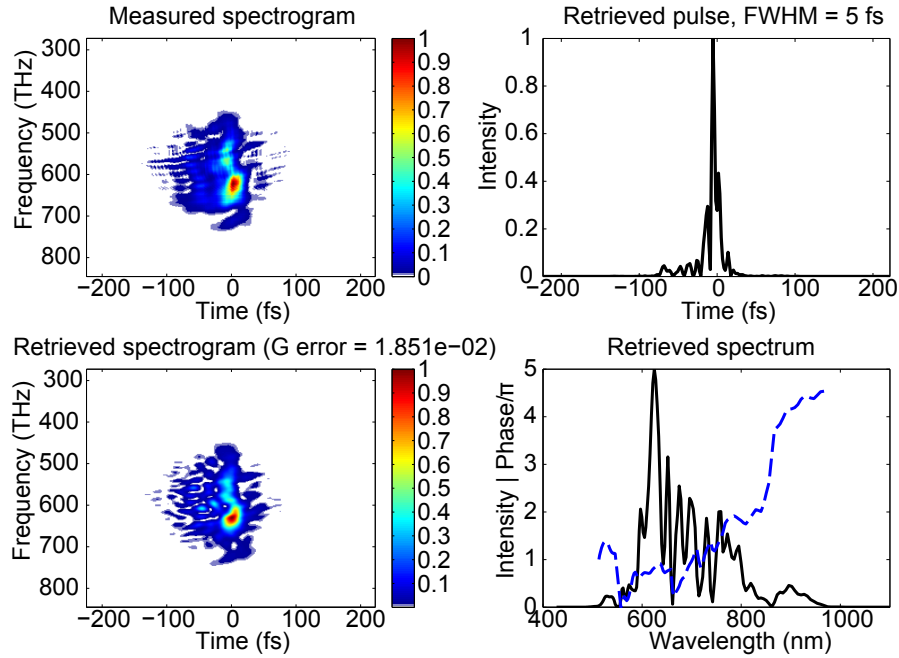 Measured spectrogram
Frequency (THz)
300
400
500
600
700
800
−200 −100 0 100 200
Time (fs)
1
0.9
0.8
0.7
0.6
0.5
0.4
0.3
0.2
0.1
0
Retrieved pulse, FWHM = 5 fs
Intensity
1
0.8
0.6
0.4
0.2
0
−200 −100 0 100 200
Time (fs)
Retrieved spectrogram (G error = 1.851e−02)
Frequency (THz)
300
400
500
600
700
800
−200 −100 0 100 200
Time (fs)
1
0.9
0.8
0.7
0.6
0.5
0.4
0.3
0.2
0.1
Retrieved spectrum
Intensity | Phase/π
5
4
3
2
1
0
400 600 800 1000
Wavelength (nm)